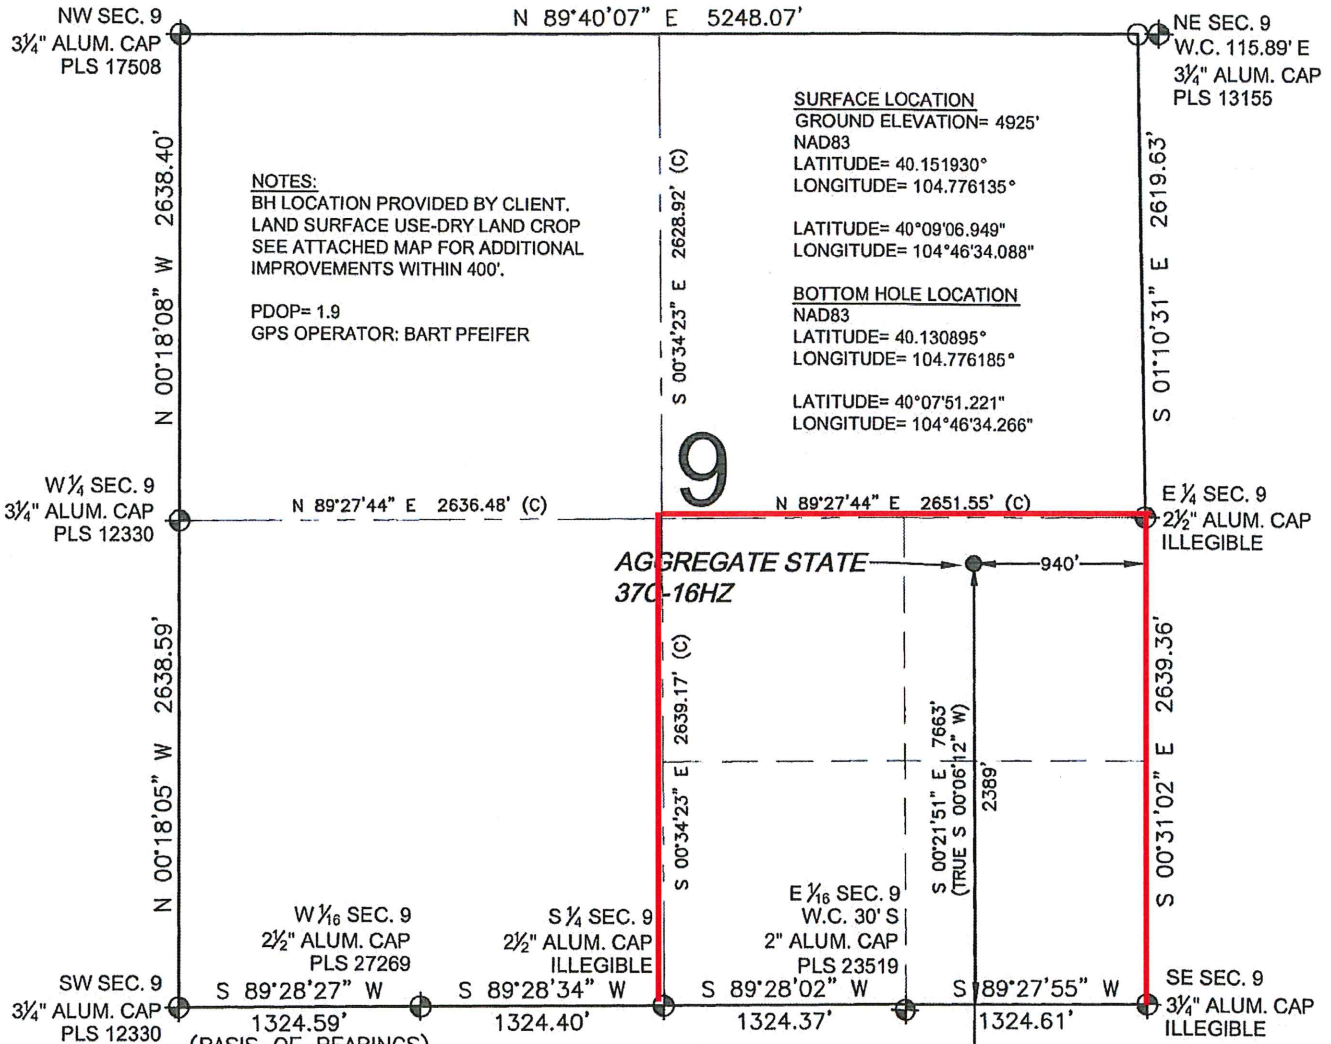 NW SEC. 9
3¼" ALUM. CAP
PLS 17508
N 89°40'07" E 5248.07'
NE SEC. 9
W.C. 115.89' E
3¼" ALUM. CAP
PLS 13155
N 00°18'08" W 2638.40'
NOTES:
BH LOCATION PROVIDED BY CLIENT.
LAND SURFACE USE-DRY LAND CROP
SEE ATTACHED MAP FOR ADDITIONAL
IMPROVEMENTS WITHIN 400'.
PDOP= 1.9
GPS OPERATOR: BART PFEIFER
S 00°34'23" E 2628.92' (C)
SURFACE LOCATION
GROUND ELEVATION= 4925'
NAD83
LATITUDE= 40.151930°
LONGITUDE= 104.776135°
LATITUDE= 40°09'06.949"
LONGITUDE= 104°46'34.088"
BOTTOM HOLE LOCATION
NAD83
LATITUDE= 40.130895°
LONGITUDE= 104.776185°
LATITUDE= 40°07'51.221"
LONGITUDE= 104°46'34.266"
S 01°10'31" E 2619.63'
9
W ¼ SEC. 9
3¼" ALUM. CAP
PLS 12330
N 89°27'44" E 2636.48' (C)
N 89°27'44" E 2651.55' (C)
E ¼ SEC. 9
2½" ALUM. CAP
ILLEGIBLE
AGGREGATE STATE
37C-16HZ
940'
N 00°18'05" W 2638.59'
S 00°34'23" E 2639.17' (C)
S 00°21'51" E 7663'
(TRUE S 00°06'12" W)
2389'
S 00°31'02" E 2639.36'
W 1⁄16 SEC. 9
2½" ALUM. CAP
PLS 27269
S ¼ SEC. 9
2½" ALUM. CAP
ILLEGIBLE
E 1⁄16 SEC. 9
W.C. 30' S
2" ALUM. CAP
PLS 23519
SW SEC. 9
3¼" ALUM. CAP
PLS 12330
S 89°28'27" W
1324.59'
(BASIS OF BEARINGS)
S 89°28'34" W
1324.40'
S 89°28'02" W
1324.37'
S 89°27'55" W
1324.61'
SE SEC. 9
3¼" ALUM. CAP
ILLEGIBLE